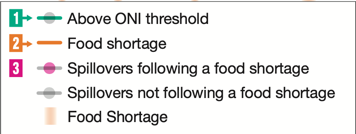 1 Above ONI threshold
2 Food shortage
3 Spillovers following a food shortage
Spillovers not following a food shortage
Food Shortage